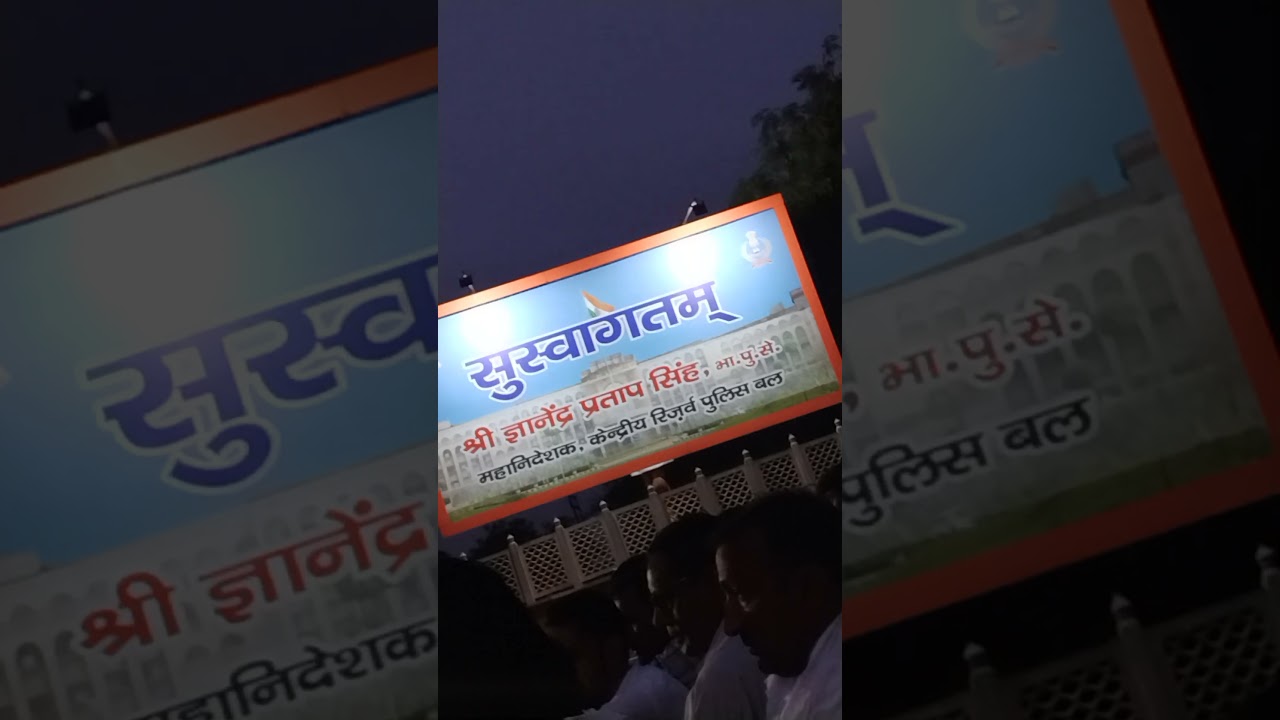 सुस्वागतम्
श्री ज्ञानेंद्र प्रताप सिंह, भा.पु.से.
महानिदेशक, केन्द्रीय रिज़र्व पुलिस बल